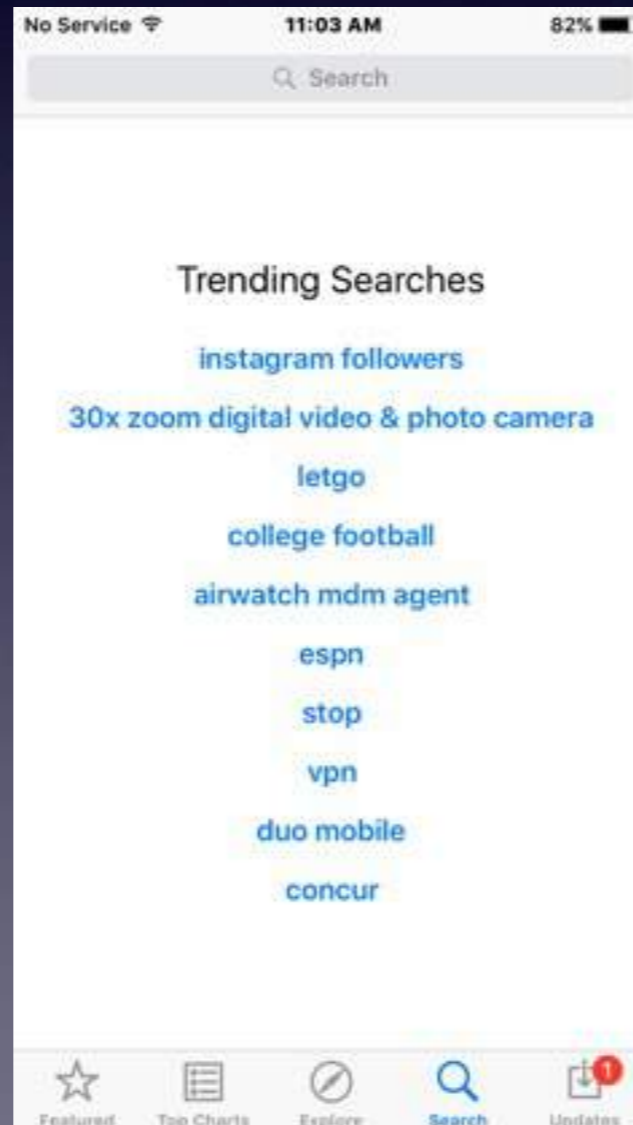 No Service 11:03 AM 82%
Search
Trending Searches
instagram followers
30x zoom digital video & photo camera
letgo
college football
airwatch mdm agent
espn
stop
vpn
duo mobile
concur
1
Featured Top Charts Explore Search Updates